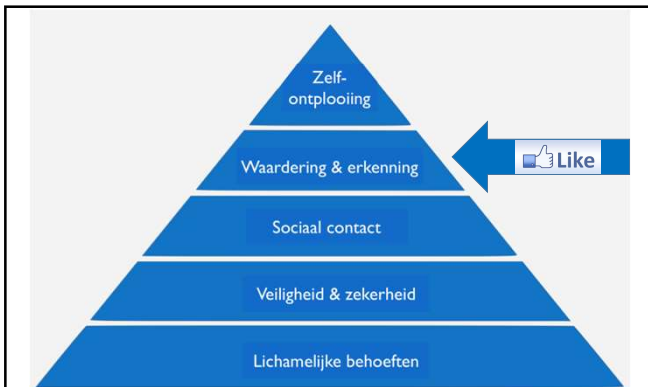 Zelf-
ontplooiing
Waardering & erkenning
Like
Sociaal contact
Veiligheid & zekerheid
Lichamelijke behoeften